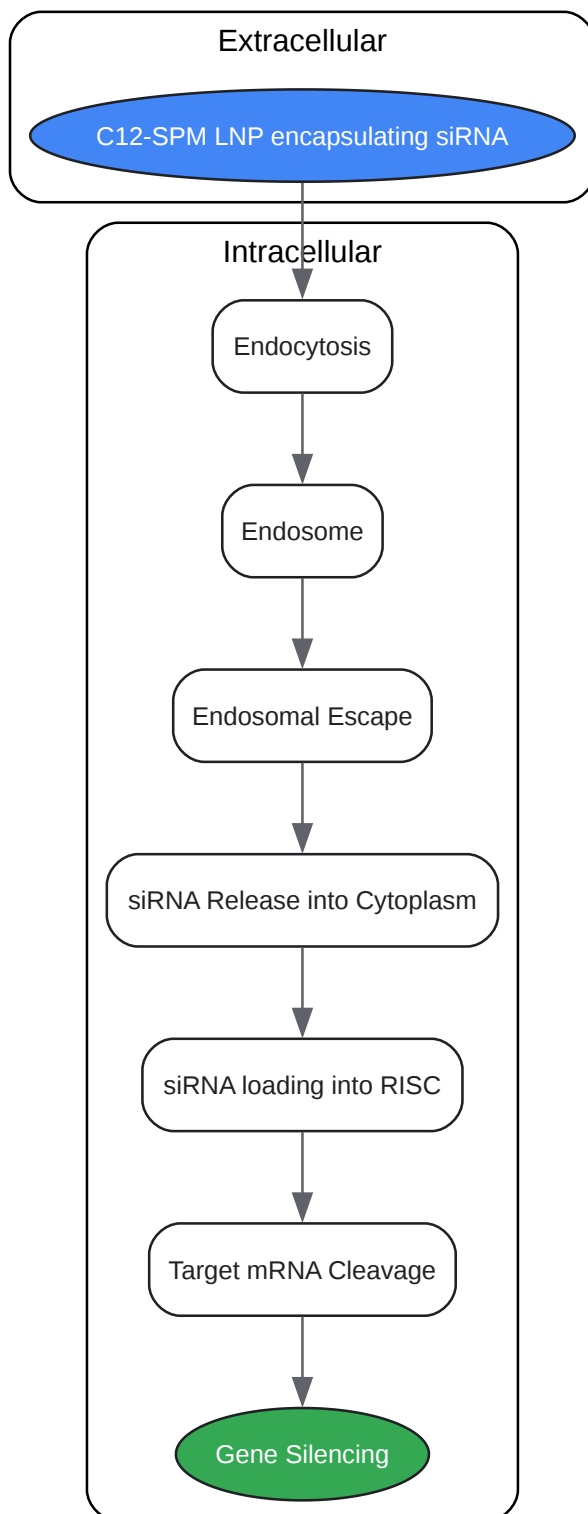 Extracellular
C12-SPM LNP encapsulating siRNA
Intracellular
Endocytosis
Endosome
Endosomal Escape
siRNA Release into Cytoplasm
siRNA loading into RISC
Target mRNA Cleavage
Gene Silencing